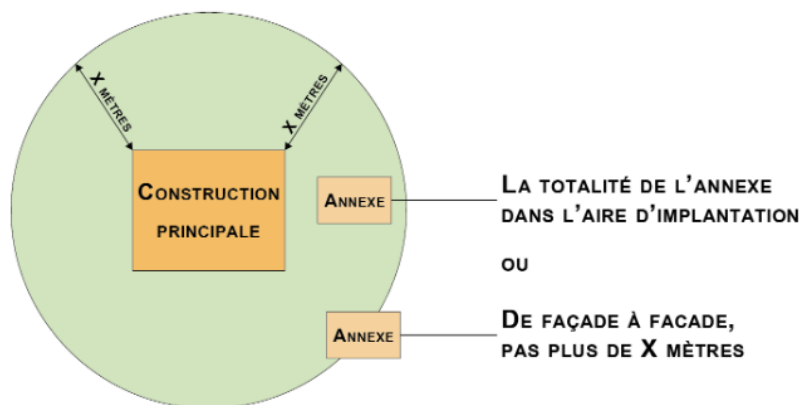 X MÈTRES
X MÈTRES
CONSTRUCTION
PRINCIPALE
ANNEXE
LA TOTALITÉ DE L'ANNEXE
DANS L'AIRE D'IMPLANTATION
OU
ANNEXE
DE FAÇADE À FACADE,
PAS PLUS DE X MÈTRES